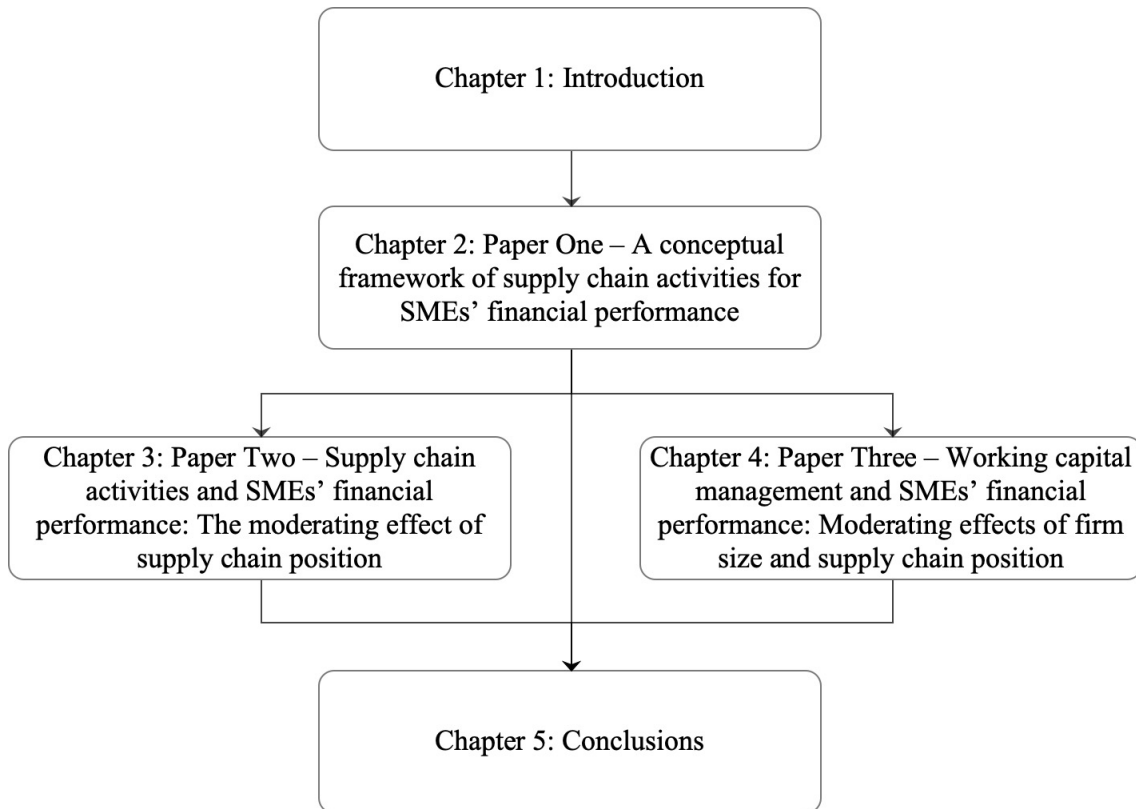 Chapter 1: Introduction
Chapter 2: Paper One – A conceptual
framework of supply chain activities for
SMEs’ financial performance
Chapter 3: Paper Two – Supply chain
activities and SMEs’ financial
performance: The moderating effect of
supply chain position
Chapter 4: Paper Three – Working capital
management and SMEs’ financial
performance: Moderating effects of firm
size and supply chain position
Chapter 5: Conclusions